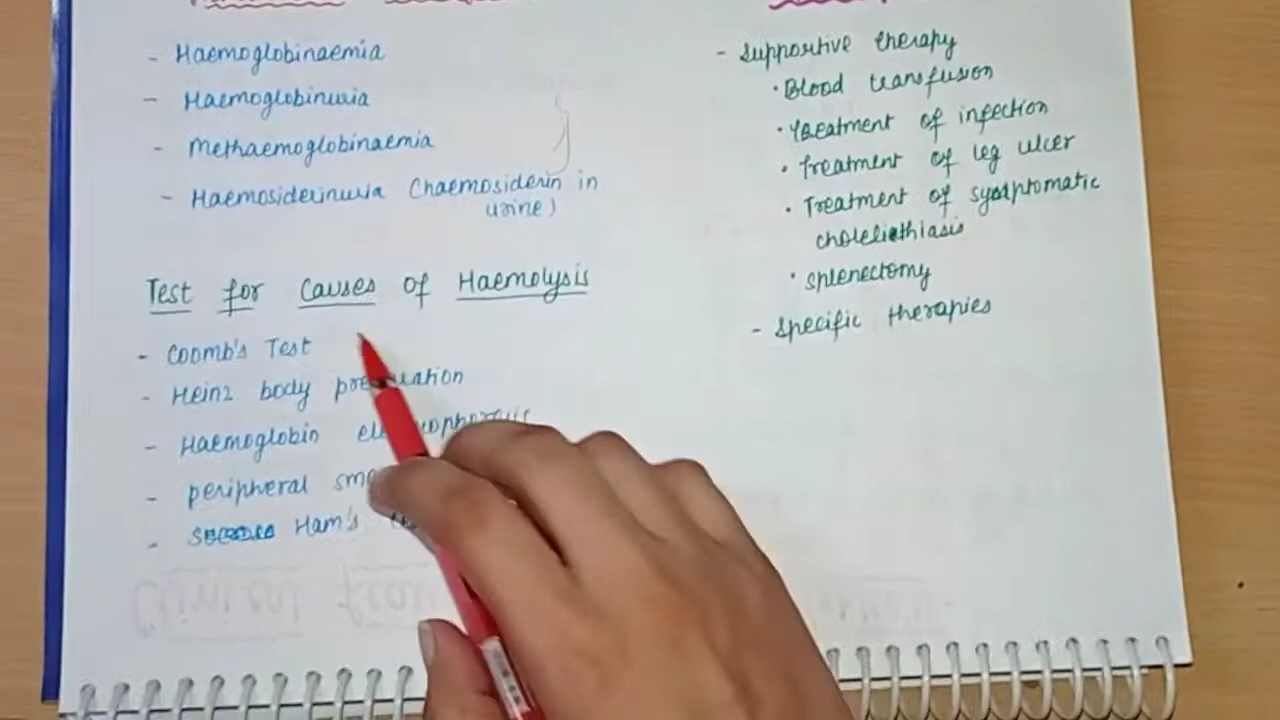 - Haemoglobinaemia
- Haemoglobinuria
- Methaemoglobinaemia
- Haemosiderinuria (haemosiderin in
urine)
Test for Causes of Haemolysis
- Coomb's Test
- Heinz body
- Haemoglobin
- peripheral
- Ham's
- supportive therapy
• Blood transfusion
• Treatment of infection
• Treatment of leg ulcer
• Treatment of symptomatic
cholelithiasis
• splenectomy
- specific therapies